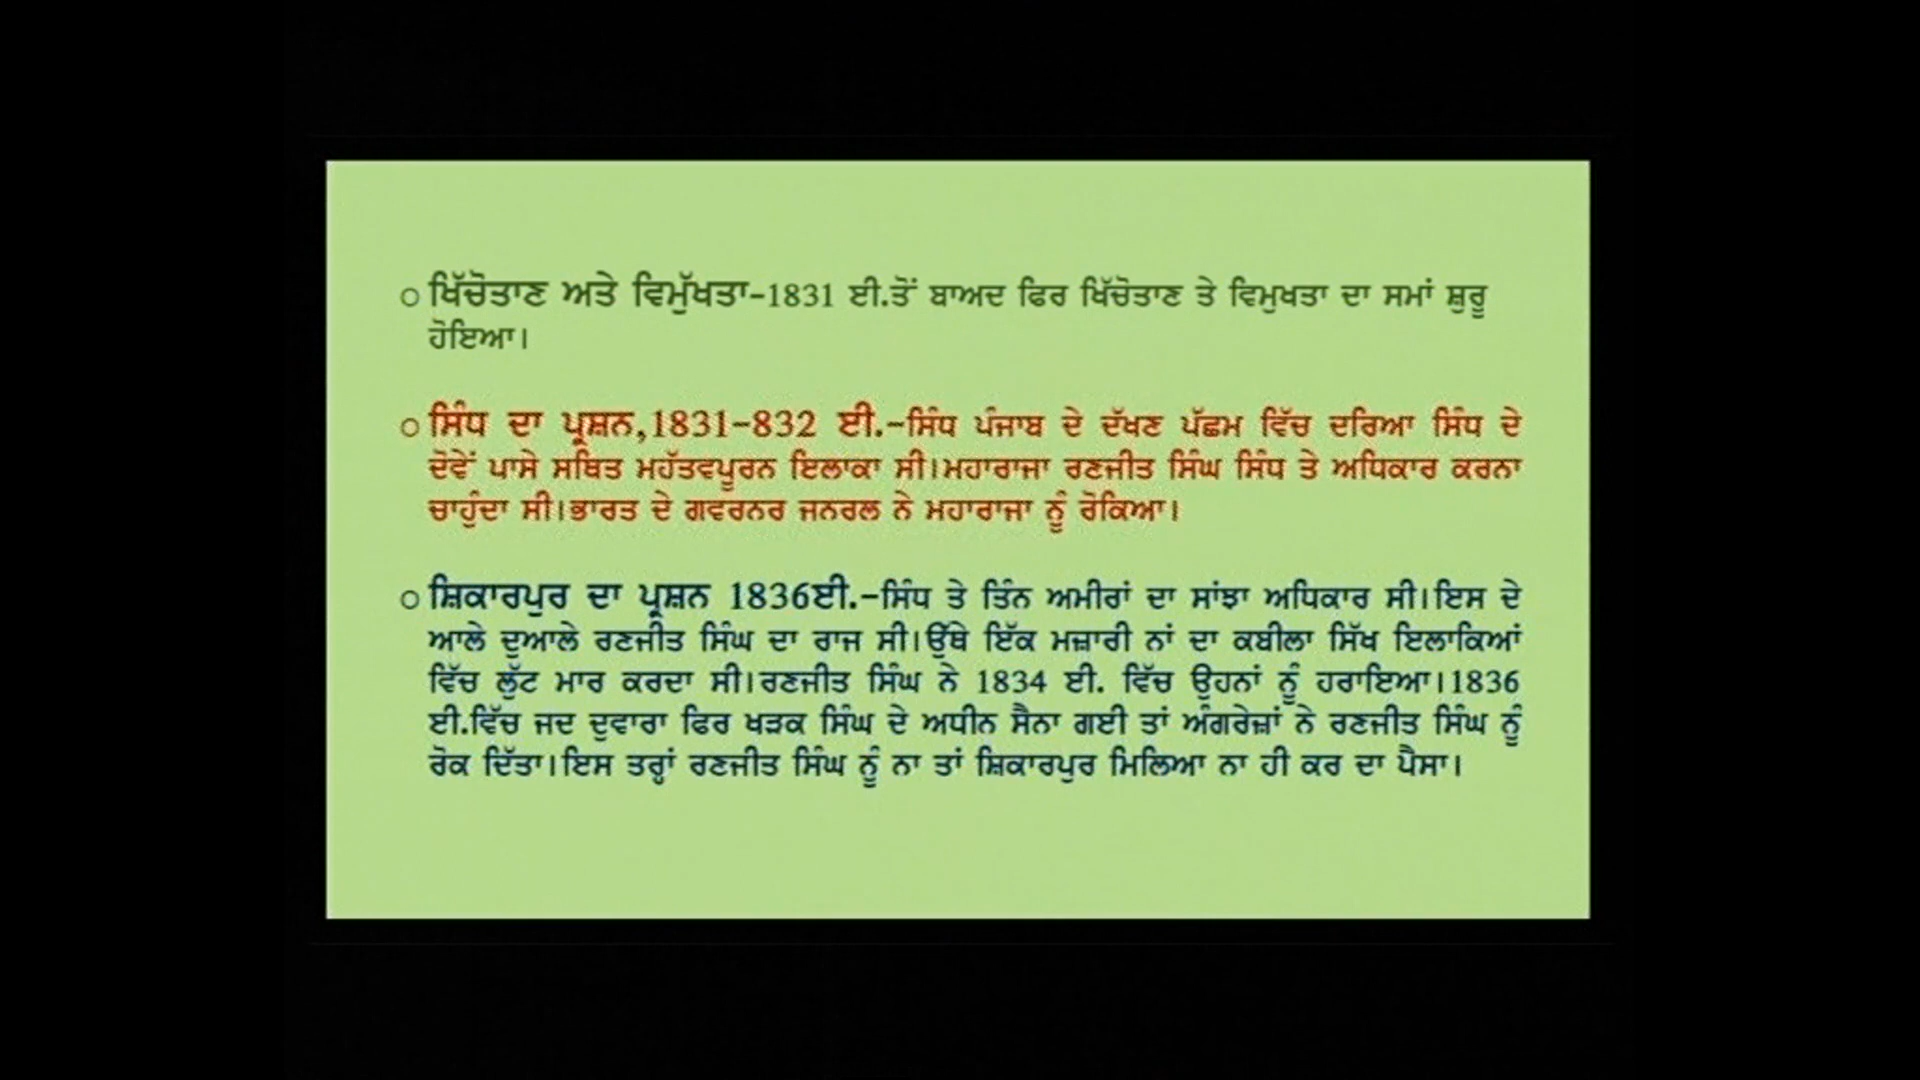 ○ ਖਿੱਚੋਤਾਣ ਅਤੇ ਵਿਮੁੱਖਤਾ-1831 ਈ.ਤੋਂ ਬਾਅਦ ਫਿਰ ਖਿੱਚੋਤਾਣ ਤੇ ਵਿਮੁਖਤਾ ਦਾ ਸਮਾਂ ਸ਼ੁਰੂ
ਹੋਇਆ।
○ ਸਿੰਧ ਦਾ ਪ੍ਰਸ਼ਨ,1831-832 ਈ.-ਸਿੰਧ ਪੰਜਾਬ ਦੇ ਦੱਖਣ ਪੱਛਮ ਵਿੱਚ ਦਰਿਆ ਸਿੰਧ ਦੇ
ਦੋਵੇਂ ਪਾਸੇ ਸਥਿਤ ਮਹੱਤਵਪੂਰਨ ਇਲਾਕਾ ਸੀ।ਮਹਾਰਾਜਾ ਰਣਜੀਤ ਸਿੰਘ ਸਿੰਧ ਤੇ ਅਧਿਕਾਰ ਕਰਨਾ
ਚਾਹੁੰਦਾ ਸੀ।ਭਾਰਤ ਦੇ ਗਵਰਨਰ ਜਨਰਲ ਨੇ ਮਹਾਰਾਜਾ ਨੂੰ ਰੋਕਿਆ।
○ ਸ਼ਿਕਾਰਪੁਰ ਦਾ ਪ੍ਰਸ਼ਨ 1836ਈ.-ਸਿੰਧ ਤੇ ਤਿੰਨ ਅਮੀਰਾਂ ਦਾ ਸਾਂਝਾ ਅਧਿਕਾਰ ਸੀ।ਇਸ ਦੇ
ਆਲੇ ਦੁਆਲੇ ਰਣਜੀਤ ਸਿੰਘ ਦਾ ਰਾਜ ਸੀ।ਉੱਥੇ ਇੱਕ ਮਜ਼ਾਰੀ ਨਾਂ ਦਾ ਕਬੀਲਾ ਸਿੱਖ ਇਲਾਕਿਆਂ
ਵਿੱਚ ਲੁੱਟ ਮਾਰ ਕਰਦਾ ਸੀ।ਰਣਜੀਤ ਸਿੰਘ ਨੇ 1834 ਈ. ਵਿੱਚ ਉਹਨਾਂ ਨੂੰ ਹਰਾਇਆ।1836
ਈ.ਵਿੱਚ ਜਦ ਦੁਵਾਰਾ ਫਿਰ ਖੜਕ ਸਿੰਘ ਦੇ ਅਧੀਨ ਸੈਨਾ ਗਈ ਤਾਂ ਅੰਗਰੇਜ਼ਾਂ ਨੇ ਰਣਜੀਤ ਸਿੰਘ ਨੂੰ
ਰੋਕ ਦਿੱਤਾ।ਇਸ ਤਰ੍ਹਾਂ ਰਣਜੀਤ ਸਿੰਘ ਨੂੰ ਨਾ ਤਾਂ ਸ਼ਿਕਾਰਪੁਰ ਮਿਲਿਆ ਨਾ ਹੀ ਕਰ ਦਾ ਪੈਸਾ।